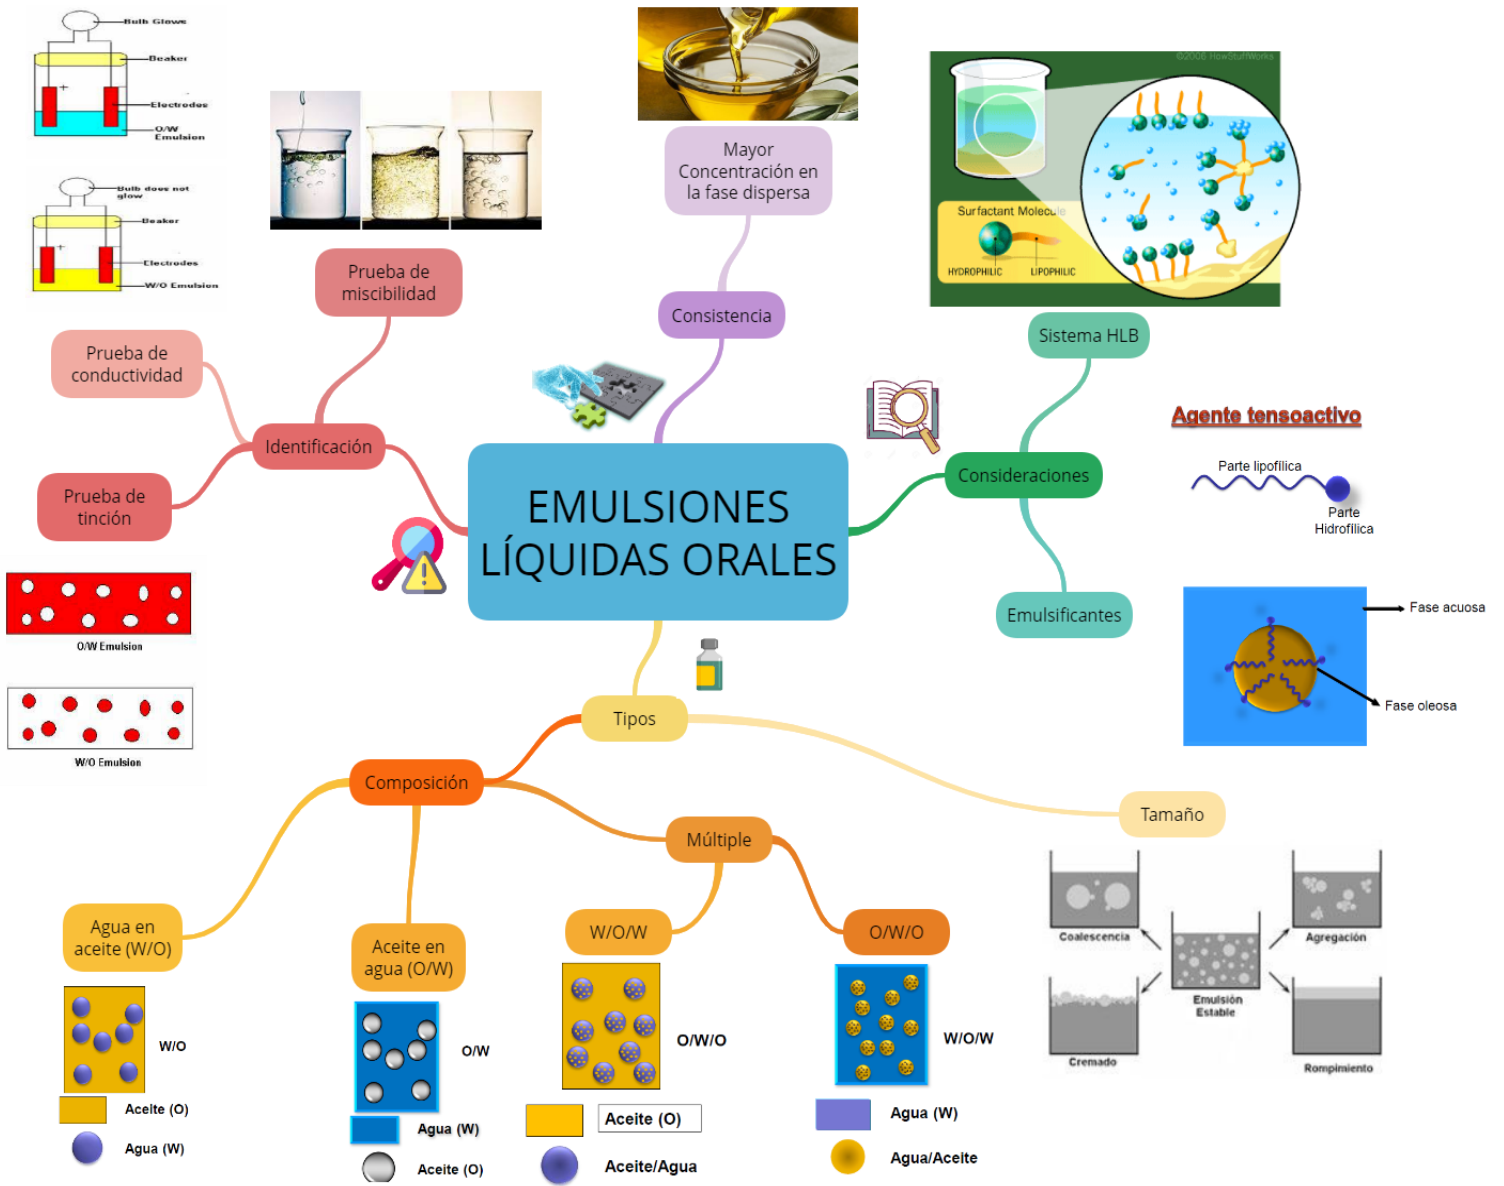 Bulb Glows
Beaker
Electrodes
O/W
Emulsion
Bulb does not
glow
Beaker
Electrodes
W/O Emulsion
Prueba de
miscibilidad
Prueba de
conductividad
Identificación
Prueba de
tinción
O/W Emulsion
W/O Emulsion
Mayor
Concentración en
la fase dispersa
Consistencia
©2006 HowStuffWorks
Surfactant Molecule
HYDROPHILIC
LIPOPHILIC
Sistema HLB
Consideraciones
Emulsificantes
Agente tensoactivo
Parte lipofílica
Parte
Hidrofílica
Fase acuosa
Fase oleosa
EMULSIONES
LÍQUIDAS ORALES
Tipos
Composición
Múltiple
Tamaño
Agua en
aceite (W/O)
Aceite en
agua (O/W)
W/O/W
O/W/O
W/O
Aceite (O)
Agua (W)
O/W
Agua (W)
Aceite (O)
O/W/O
Aceite (O)
Aceite/Agua
W/O/W
Agua (W)
Agua/Aceite
Coalescencia
Agregación
Emulsión
Estable
Cremado
Rompimiento